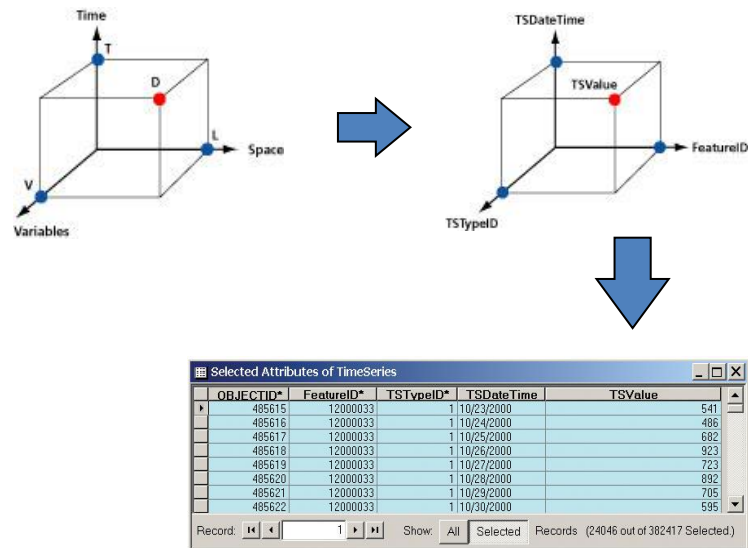 Time
T
D
L
Space
V
Variables
TSDateTime
TSValue
FeatureID
TSTypeID
Selected Attributes of TimeSeries
OBJECTID* FeatureID* TSTypeID* TSDateTime TSValue
485615 12000033 1 10/23/2000 541
485616 12000033 1 10/24/2000 486
485617 12000033 1 10/25/2000 682
485618 12000033 1 10/26/2000 923
485619 12000033 1 10/27/2000 723
485620 12000033 1 10/28/2000 892
485621 12000033 1 10/29/2000 705
485622 12000033 1 10/30/2000 595
Record: 1 Show: All Selected Records (24046 out of 382417 Selected.)